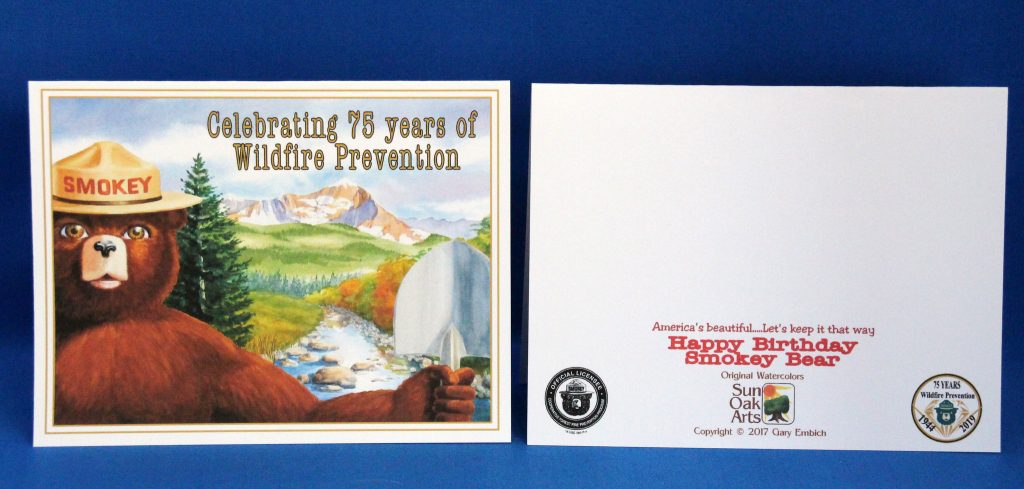 Celebrating 75 years of
Wildfire Prevention
SMOKEY
America's beautiful.....Let's keep it that way
Happy Birthday
Smokey Bear
Original Watercolors
Sun
Oak
Arts
Copyright © 2017 Gary Embich
OFFICIAL LICENSEE
75 YEARS
Wildfire Prevention
1944 2019